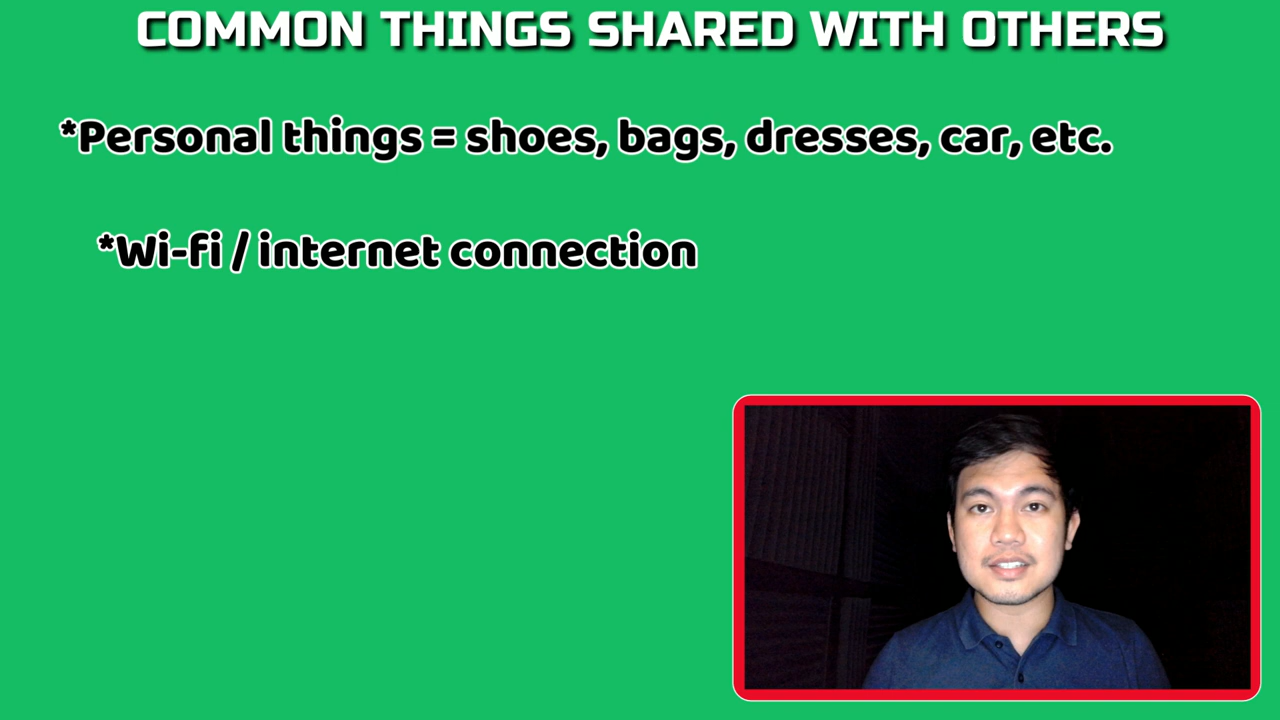 COMMON THINGS SHARED WITH OTHERS
*Personal things = shoes, bags, dresses, car, etc.
*Wi-fi / internet connection